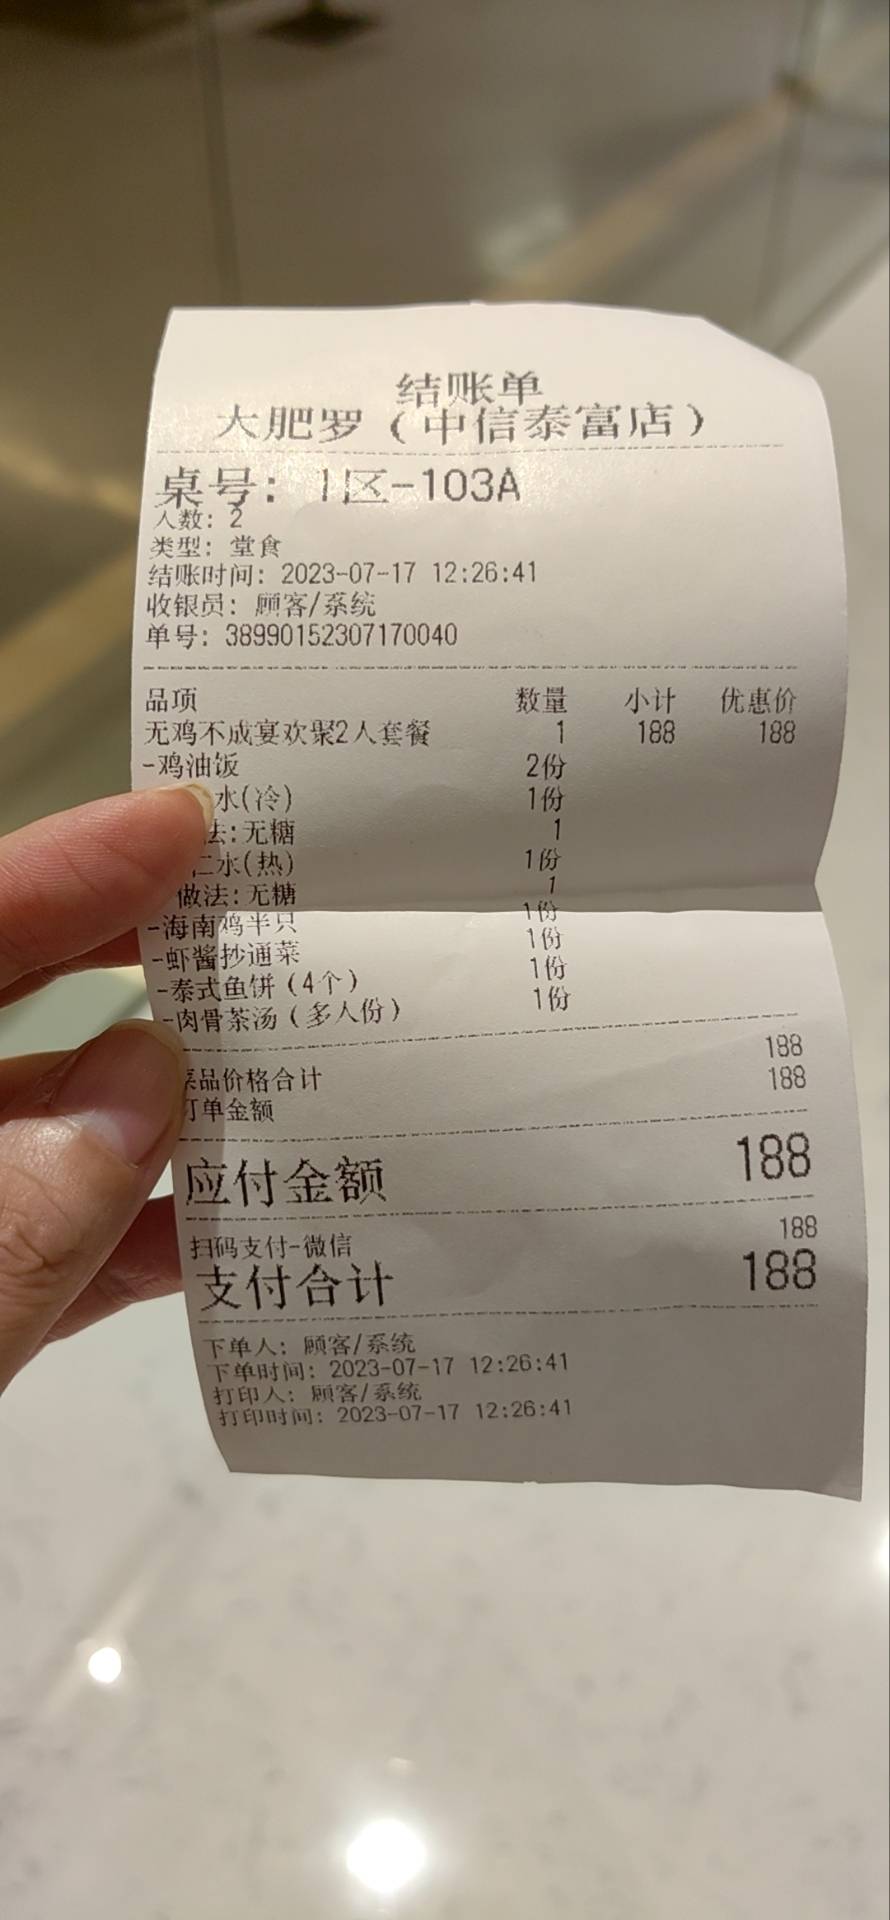 结账单
大肥罗（中信泰富店）
桌号: 1区-103A
人数: 2
类型: 堂食
结账时间: 2023-07-17 12:26:41
收银员: 顾客/系统
单号: 389901522307170040
品项 数量 小计 优惠价
无鸡不成宴欢聚2人套餐 1 188 188
-鸡油饭 2份
水(冷) 1份
法:无糖 1
仁水(热) 1份
做法:无糖 1
-海南鸡半只 1份
-虾酱抄通菜 1份
-泰式鱼饼（4个） 1份
-肉骨茶汤（多人份） 1份
菜品价格合计 188
订单金额 188
应付金额 188
扫码支付-微信 188
支付合计 188
下单人: 顾客/系统
下单时间: 2023-07-17 12:26:41
打印人: 顾客/系统
打印时间: 2023-07-17 12:26:41